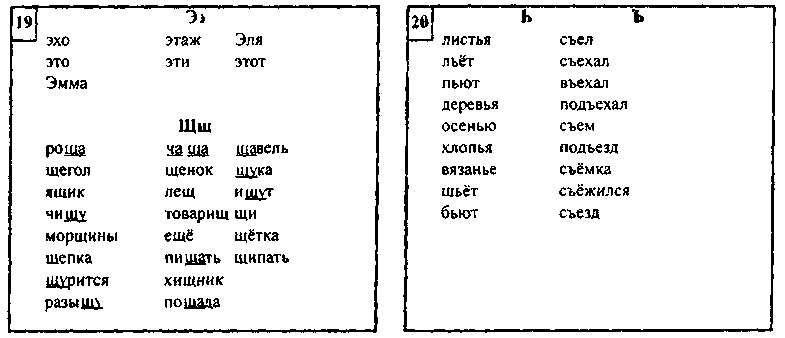 19
Ээ
эхо этаж Эля
это эти этот
Эмма
Щщ
роща чаща щавель
щегол щенок щука
ящик лещ ищут
чищу товарищ щи
морщины ещё щётка
щепка пищать щипать
щурится хищник
разыщу пощада
20
Ь Ъ
листья съел
льёт съехал
пьют въехал
деревья подъехал
осенью съем
хлопья подъезд
вязанье съёмка
шьёт съёжился
бьют съезд